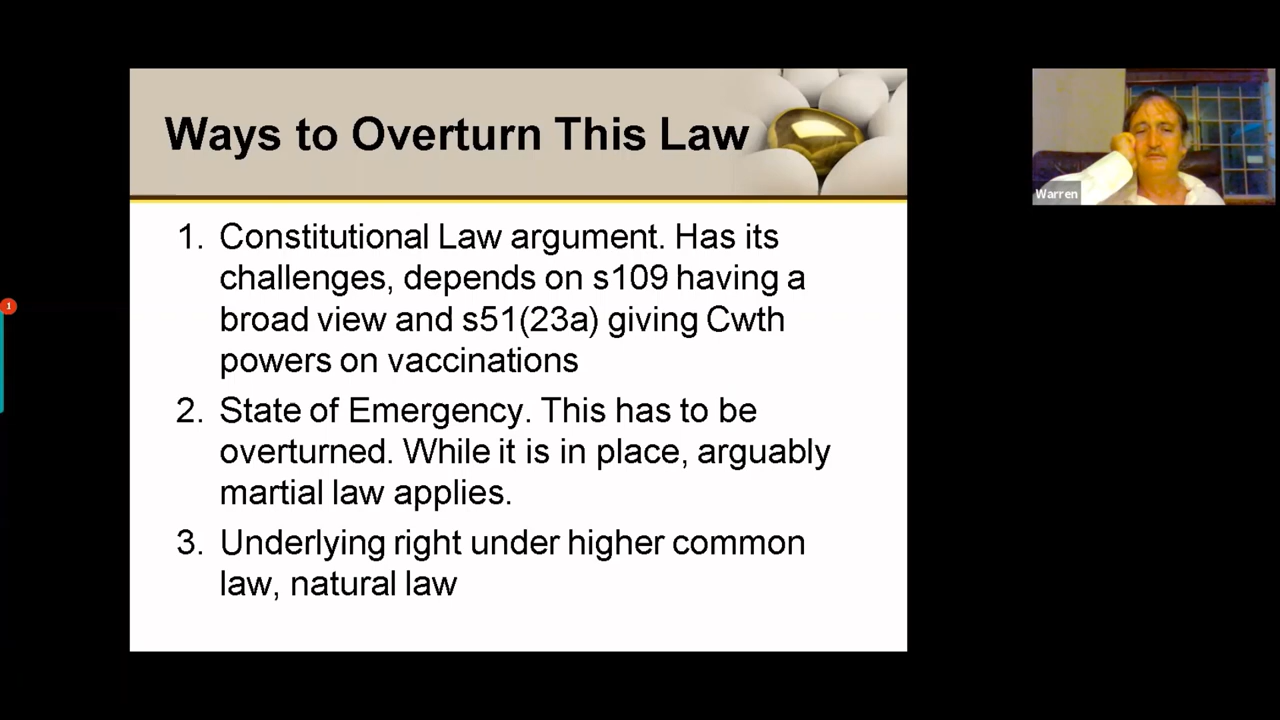 Ways to Overturn This Law
1. Constitutional Law argument. Has its
challenges, depends on s109 having a
broad view and s51(23a) giving Cwth
powers on vaccinations
2. State of Emergency. This has to be
overturned. While it is in place, arguably
martial law applies.
3. Underlying right under higher common
law, natural law
Warren
1